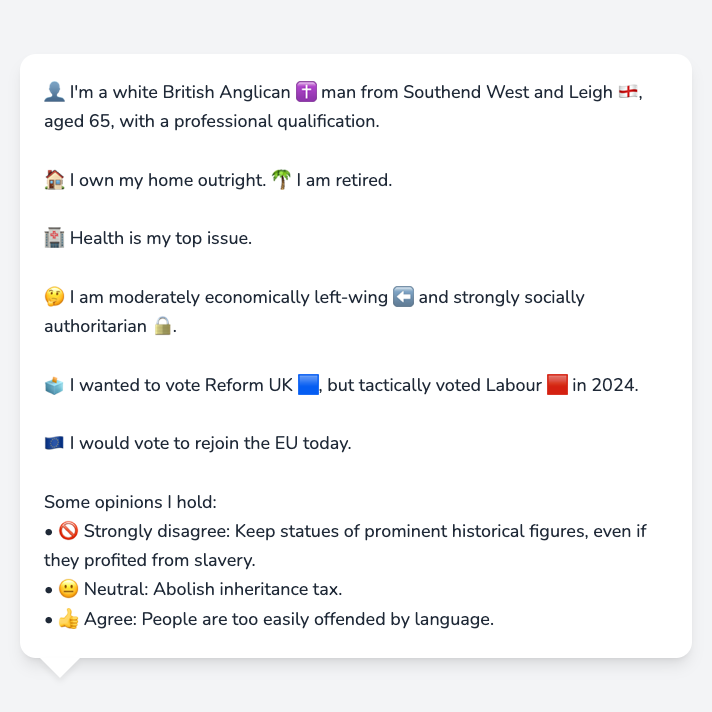 👤 I'm a white British Anglican ✝️ man from Southend West and Leigh 🏴󠁧󠁢󠁥󠁮󠁧󠁿,
aged 65, with a professional qualification.
🏠 I own my home outright. 🌴 I am retired.
🏥 Health is my top issue.
🤔 I am moderately economically left-wing ⬅️ and strongly socially
authoritarian 🔒.
🗳️ I wanted to vote Reform UK 🟦, but tactically voted Labour 🟥 in 2024.
🇪🇺 I would vote to rejoin the EU today.
Some opinions I hold:
• 🚫 Strongly disagree: Keep statues of prominent historical figures, even if
they profited from slavery.
• 😐 Neutral: Abolish inheritance tax.
• 👍 Agree: People are too easily offended by language.